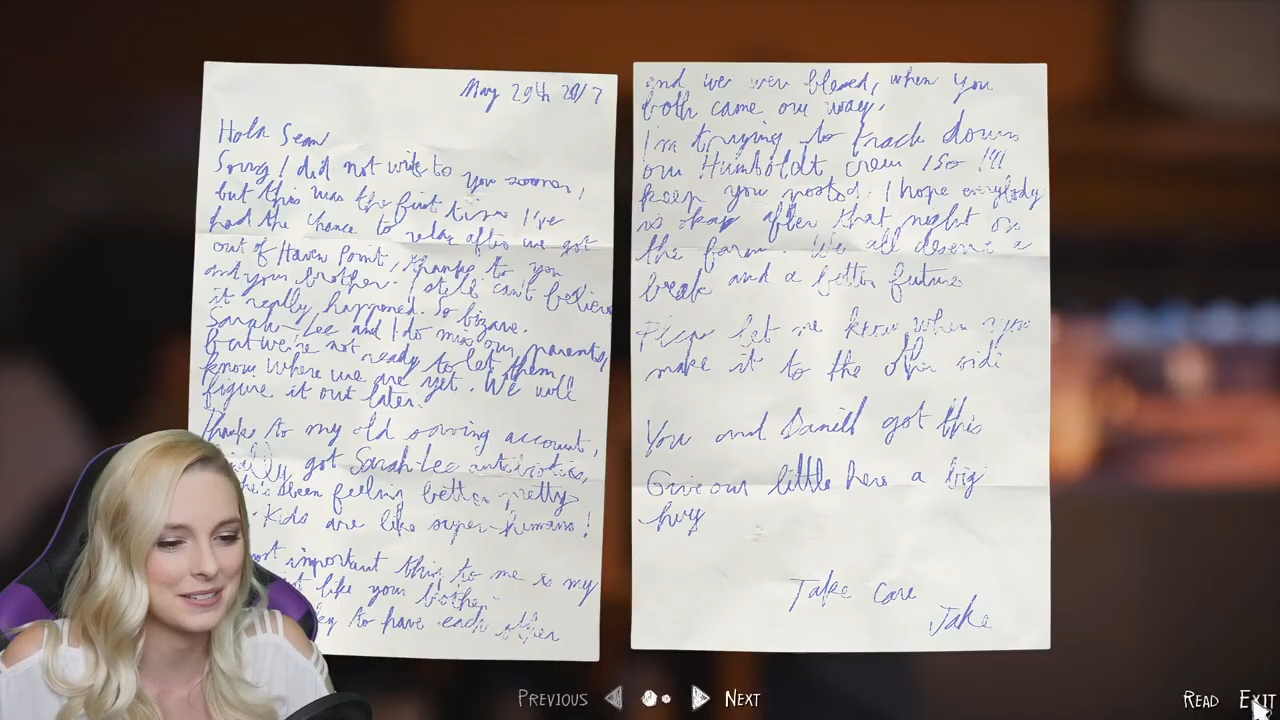 May 29th 2017
Hola Sean
Sorry I did not write to you sooner,
but this was the first time I've
had the chance to relax after we got
out of Haven Point, thanks to you
and your brother. I still can't believe
it really happened. So bizare.
Sarah-Lee and I do miss our parents,
but we're not ready to let them
know where we are yet. We will
figure it out later.
thanks to my old saving account,
got Sarah-Lee antibiotics,
she's been feeling better pretty
Kids are like super-humans!
most important thing to me is my
like your brother.
to have each other
and we were blessed, when you
both came our way.
I'm trying to track down
our Humboldt crew, so I'll
keep you posted. I hope everybody
is okay after that night on
the farm. We all deserve a
break and a better future
Please let me know when you
make it to the other side
You and Daniel got this
Give our little hero a big
hug
Take care
Jake
PREVIOUS
NEXT
READ
EXIT